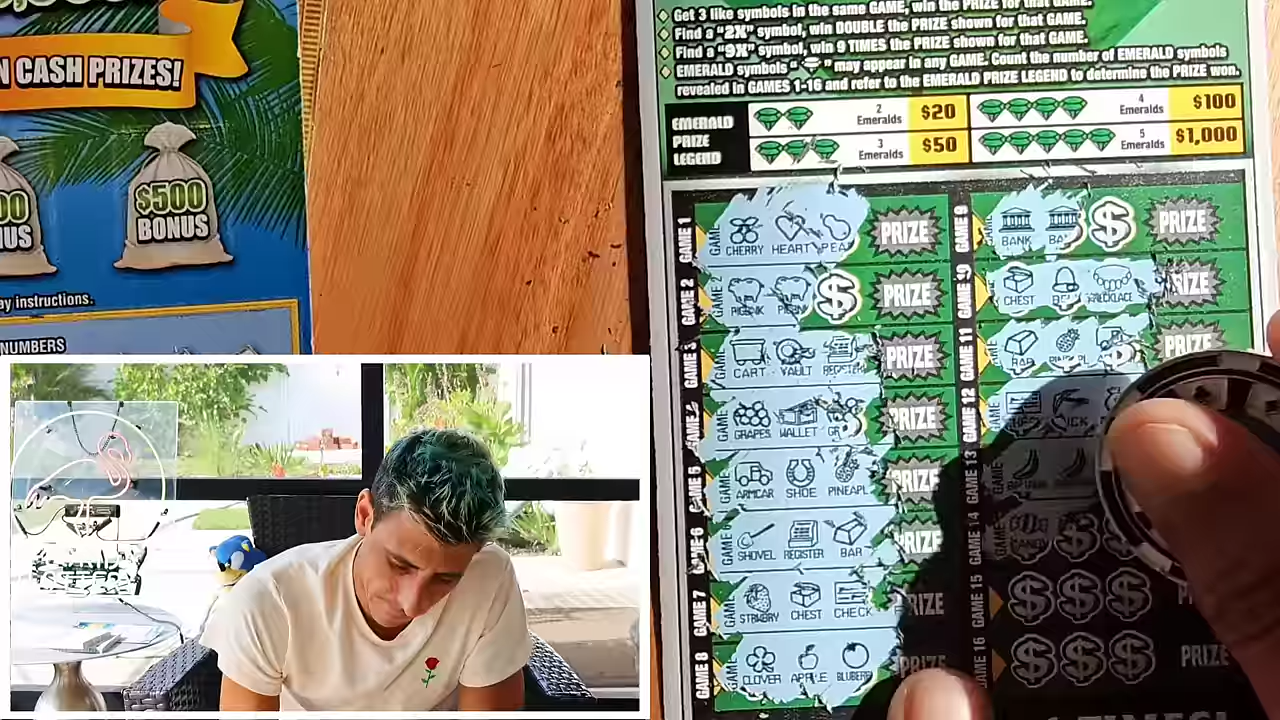 N CASH PRIZES!
$500
BONUS
NUMBERS
Get 3 like symbols in the same GAME, win the PRIZE for that GAME.
Find a "2X" symbol, win DOUBLE the PRIZE shown for that GAME.
Find a "9X" symbol, win 9 TIMES the PRIZE shown for that GAME.
EMERALD symbols " " may appear in any GAME. Count the number of EMERALD symbols
revealed in GAMES 1-16 and refer to the EMERALD PRIZE LEGEND to determine the PRIZE won.
EMERALD
PRIZE
LEGEND
2
Emeralds
$20
3
Emeralds
$50
4
Emeralds
$100
5
Emeralds
$1,000
GAME 1
CHERRY HEART PEA
PRIZE
GAME 2
$
PRIZE
GAME 3
CART VAULT REGISTER
PRIZE
GAME 4
GRAPES WALLET GR
PRIZE
GAME 5
ARMCAR SHOE PINEAPL
PRIZE
GAME 6
SHOVEL REGISTER BAR
PRIZE
GAME 7
STRWBRY CHEST CHECK
PRIZE
GAME 8
CLOVER APPLE BLUBERR
PRIZE
GAME 9
BANK BA $
PRIZE
GAME 10
CHEST BELL NECKLACE
PRIZE
GAME 11
BAR
PRIZE
GAME 12
GAME 13
GAME 14
GAME 15
$ $ $
GAME 16
$ $ $
PRIZE